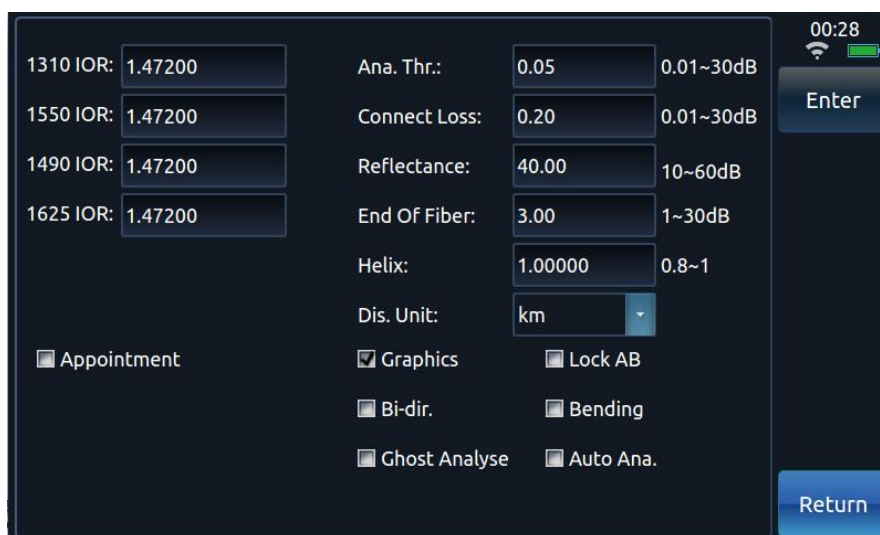 00:28
1310 IOR: 1.47200 Ana. Thr.: 0.05 0.01~30dB
Enter
1550 IOR: 1.47200 Connect Loss: 0.20 0.01~30dB
1490 IOR: 1.47200 Reflectance: 40.00 10~60dB
1625 IOR: 1.47200 End Of Fiber: 3.00 1~30dB
Helix: 1.00000 0.8~1
Dis. Unit: km
Appointment Graphics Lock AB
Bi-dir. Bending
Ghost Analyse Auto Ana.
Return